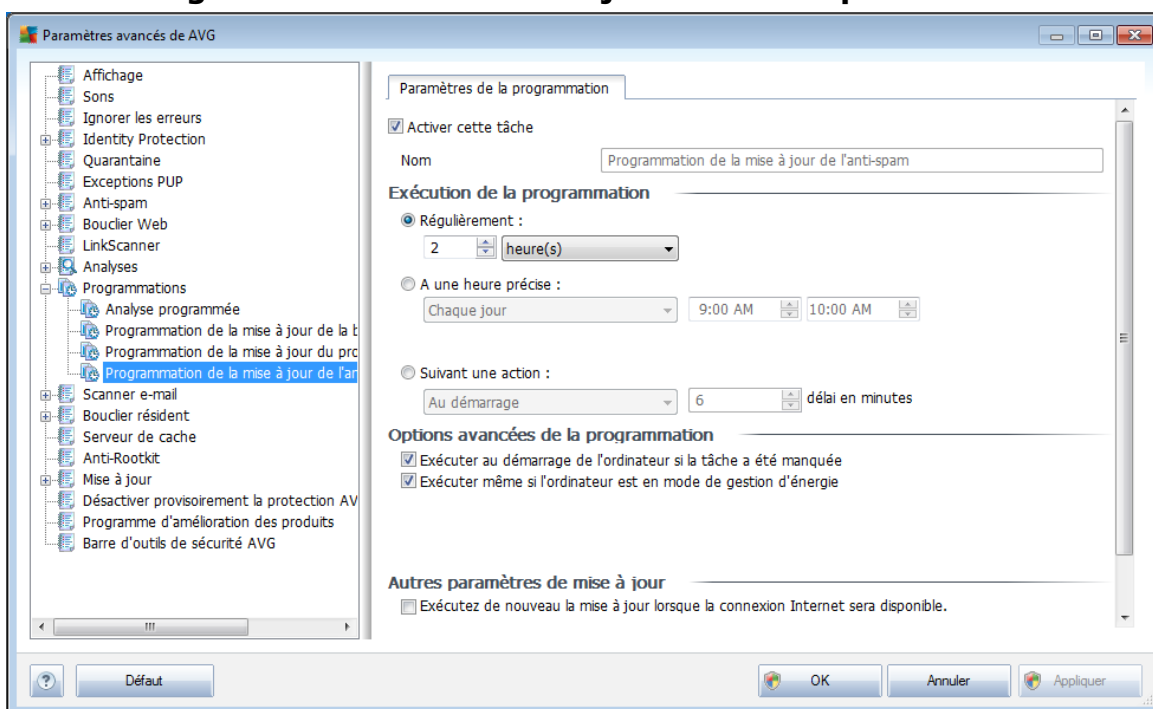 Paramètres avancés de AVG
Affichage
Sons
Ignorer les erreurs
Identity Protection
Quarantaine
Exceptions PUP
Anti-spam
Bouclier Web
LinkScanner
Analyses
Programmations
Analyse programmée
Programmation de la mise à jour de la b
Programmation de la mise à jour du pro
Programmation de la mise à jour de l'an
Scanner e-mail
Bouclier résident
Serveur de cache
Anti-Rootkit
Mise à jour
Désactiver provisoirement la protection AV
Programme d'amélioration des produits
Barre d'outils de sécurité AVG
Paramètres de la programmation
Activer cette tâche
Nom Programmation de la mise à jour de l'anti-spam
Exécution de la programmation
Régulièrement :
2 heure(s)
A une heure précise :
Chaque jour 9:00 AM 10:00 AM
Suivant une action :
Au démarrage 6 délai en minutes
Options avancées de la programmation
Exécuter au démarrage de l'ordinateur si la tâche a été manquée
Exécuter même si l'ordinateur est en mode de gestion d'énergie
Autres paramètres de mise à jour
Exécutez de nouveau la mise à jour lorsque la connexion Internet sera disponible.
? Défaut OK Annuler Appliquer